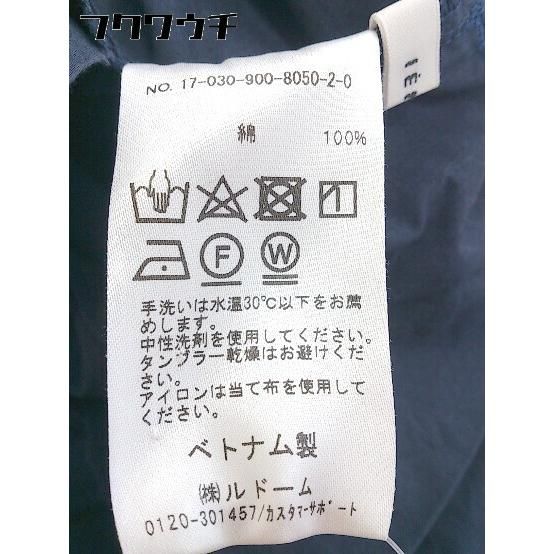 フクウウチ
NO. 17-030-900-8050-2-0
綿 100%
F W
手洗いは水温30℃以下をお薦
めします。
中性洗剤を使用してください。
タンブラー乾燥はお避けくだ
さい。
アイロンは当て布を使用して
ください。
ベトナム製
㈱ルドーム
0120-301457/カスタマーサポート